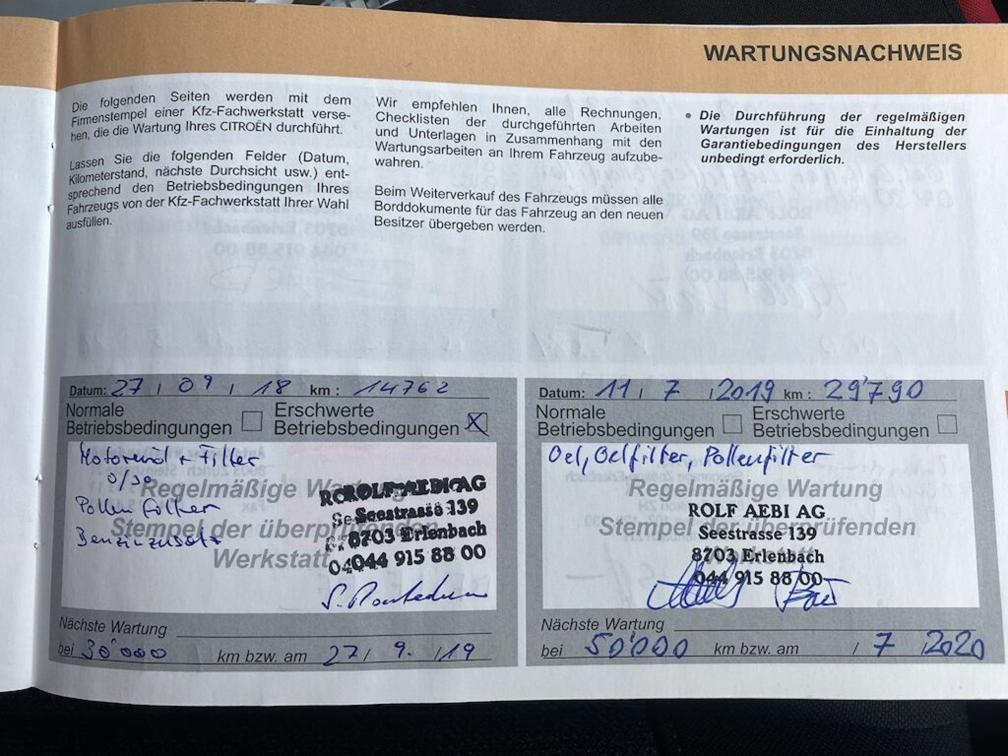 WARTUNGSNACHWEIS
Die folgenden Seiten werden mit dem
Firmenstempel einer Kfz-Fachwerkstatt verse-
hen, die die Wartung Ihres CITROËN durchführt.
Lassen Sie die folgenden Felder (Datum,
Kilometerstand, nächste Durchsicht usw.) ent-
sprechend den Betriebsbedingungen Ihres
Fahrzeugs von der Kfz-Fachwerkstatt Ihrer Wahl
ausfüllen.
Wir empfehlen Ihnen, alle Rechnungen,
Checklisten der durchgeführten Arbeiten
und Unterlagen in Zusammenhang mit den
Wartungsarbeiten an Ihrem Fahrzeug aufzube-
wahren.
Beim Weiterverkauf des Fahrzeugs müssen alle
Borddokumente für das Fahrzeug an den neuen
Besitzer übergeben werden.
• Die Durchführung der regelmäßigen
Wartungen ist für die Einhaltung der
Garantiebedingungen des Herstellers
unbedingt erforderlich.
Datum: 27 / 09 / 18 km : 14762
Normale Betriebsbedingungen
Erschwerte Betriebsbedingungen X
Motorenöl + Filter
0/30
Pollen Filter
Benzinzusatz
Regelmäßige Wartung
Stempel der überprüfenden
Werkstatt
ROLF AEBI AG
Seestrasse 139
8703 Erlenbach
044 915 88 00
Nächste Wartung
bei 30'000 km bzw. am 27 / 9. / 19
Datum: 11 / 7 / 2019 km : 29'790
Normale Betriebsbedingungen
Erschwerte Betriebsbedingungen
Oel, Oelfilter, Pollenfilter
Regelmäßige Wartung
Stempel der überprüfenden
ROLF AEBI AG
Seestrasse 139
8703 Erlenbach
044 915 88 00
Nächste Wartung
bei 50'000 km bzw. am / 7 / 2020